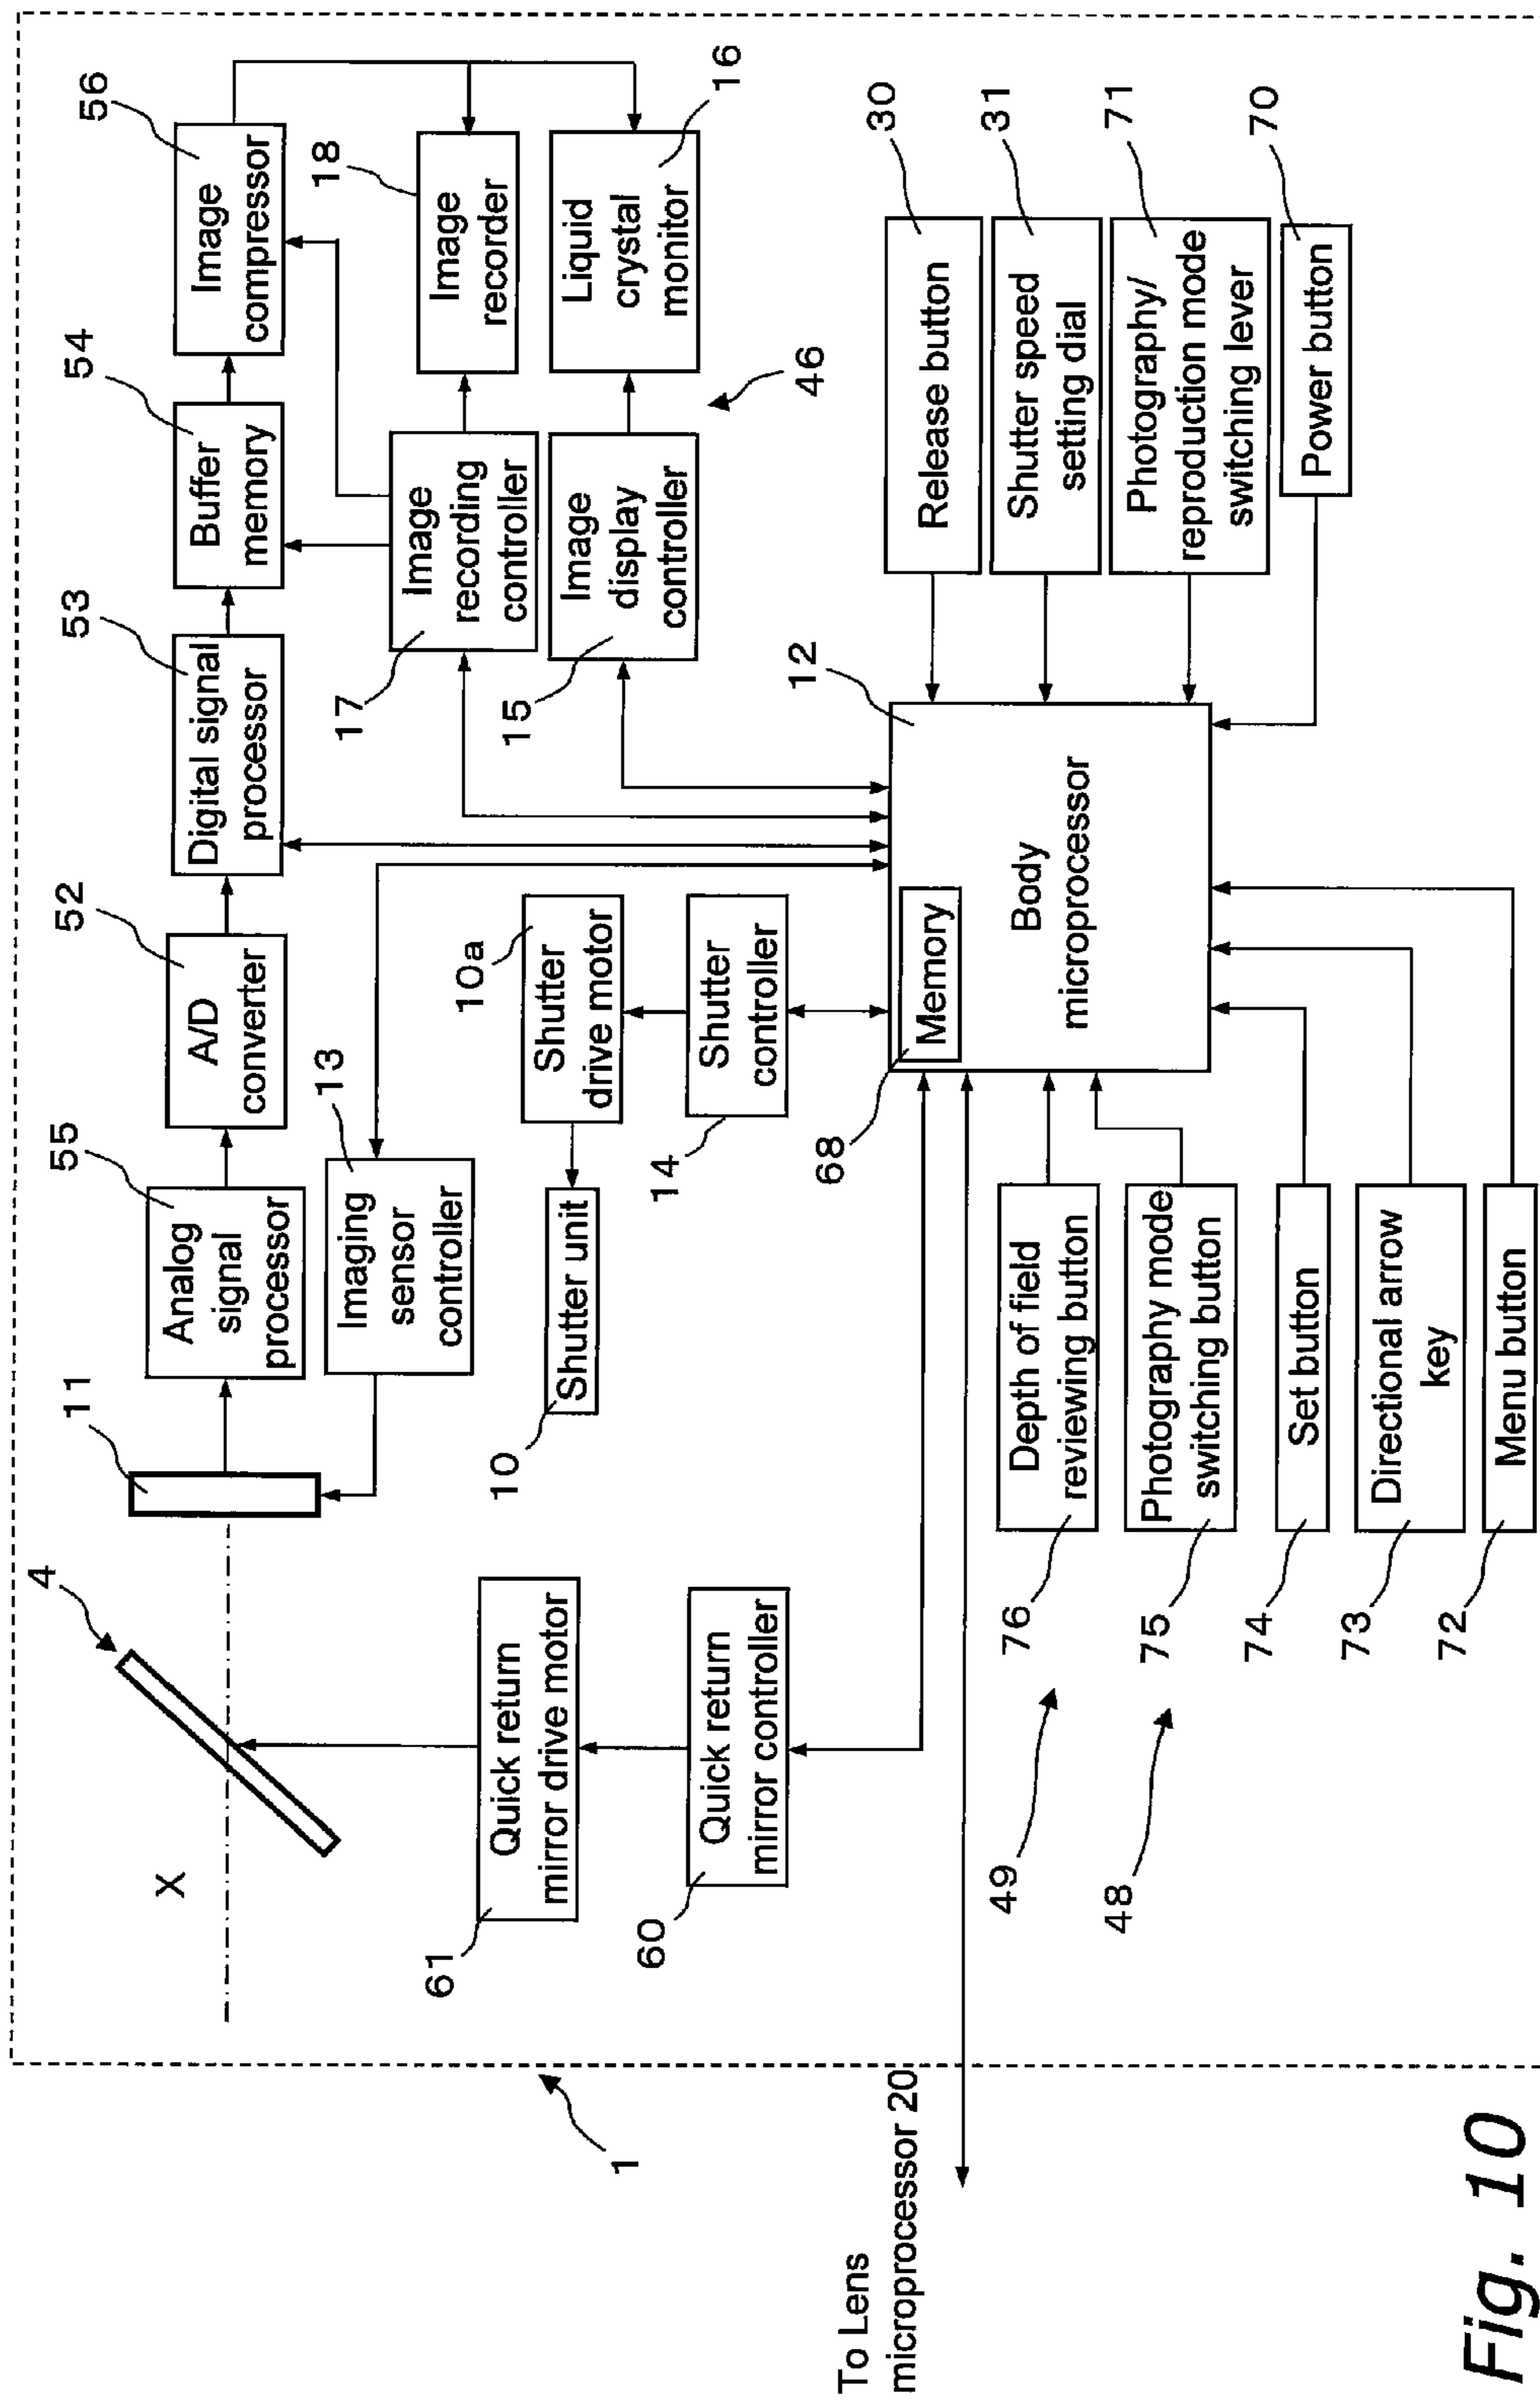 56
54
53
52
55
11
4
X
Image
compressor
Buffer
memory
Digital signal
processor
A/D
converter
Analog
signal
processor
18
17
13
Image
recorder
Image
recording
controller
Imaging
sensor
controller
16
15
10a
Liquid
crystal
monitor
Image
display
controller
Shutter
drive motor
Shutter unit
10
Quick return
mirror drive motor
61
46
Shutter
controller
14
Quick return
mirror controller
60
1
30
31
71
70
Release button
Shutter speed
setting dial
Photography/
reproduction mode
switching lever
Power button
12
Memory
68
Body
microprocessor
Depth of field
reviewing button
76
Photography mode
switching button
75
Set button
74
Directional arrow
key
73
Menu button
72
49
48
To Lens
microprocessor 20
Fig. 10